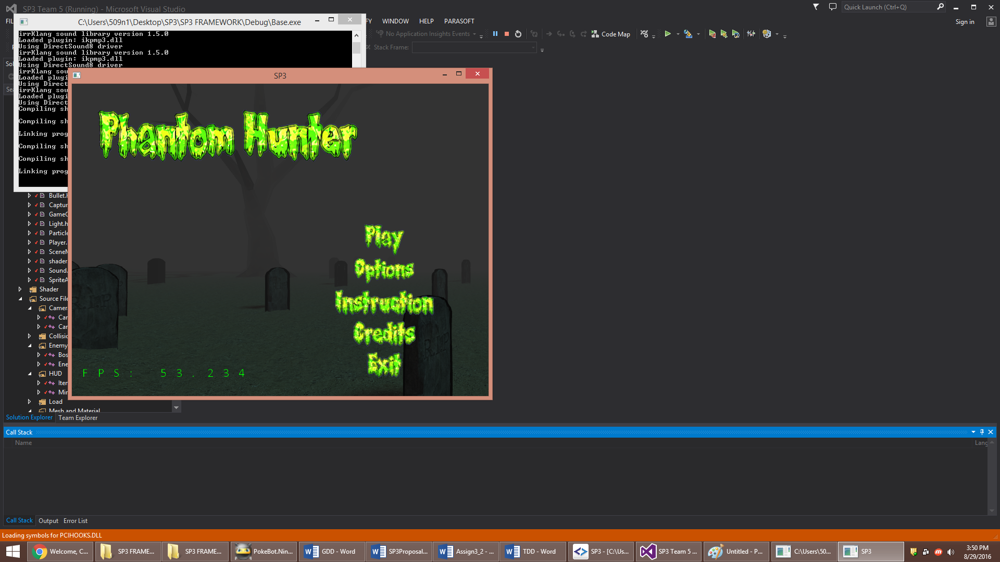 SP3 Team 5 (Running) - Microsoft Visual Studio
Quick Launch (Ctrl+Q)
C:\Users\509n1\Desktop\SP3\SP3 FRAMEWORK\Debug\Base.exe
WINDOW HELP PARASOFT
Sign in
No Application Insights Events
Code Map
Stack Frame:
irrKlang sound library version 1.5.0
Loaded plugin: ikpmp3.dll
Using DirectSound8 driver
irrKlang sound library version 1.5.0
Loaded plugin: ikpmp3.dll
Using DirectSound8 driver
irrKlang sou
Loaded plugi
Using Direct
irrKlang sou
Loaded plugi
Using Direct
Compiling sh
Compiling sh
Linking prog
Compiling sh
Compiling sh
Linking prog
SP3
Phantom Hunter
Play
Options
Instruction
Credits
Exit
R.I.P
R.I.P
FPS: 53.234
Bullet.h
Captur
GameO
Light.h
Particle
Player.
SceneM
shader
Sound.
SpriteA
Shader
Source File
Camer
Car
Car
Collisio
Enemy
Bos
Ene
HUD
Iter
Mir
Load
Mesh and Material
Solution Explorer Team Explorer
Call Stack
Name
Lang
Call Stack Output Error List
Loading symbols for PCIHOOKS.DLL
Welcome, C...
SP3 FRAME...
SP3 FRAME...
PokeBot.Nin...
GDD - Word
SP3Proposal...
Assign3_2 - ...
TDD - Word
SP3 - [C:\Us...
SP3 Team 5 ...
Untitled - P...
C:\Users\50...
SP3
3:50 PM
8/29/2016